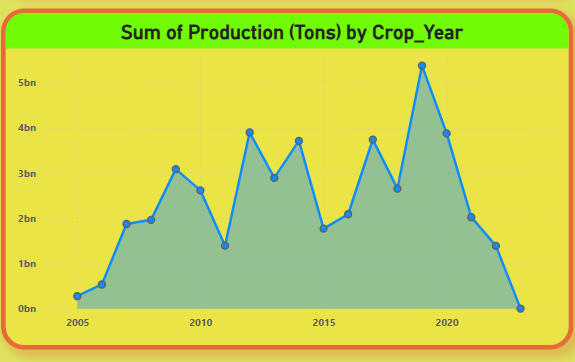 Sum of Production (Tons) by Crop_Year
5bn
4bn
3bn
2bn
1bn
0bn
2005 2010 2015 2020